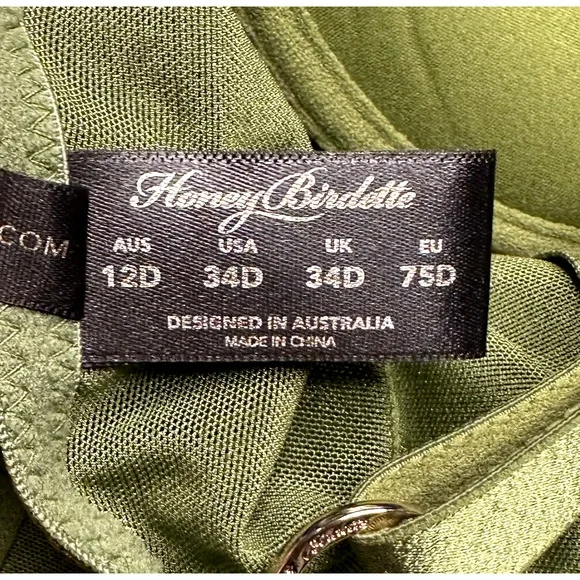 Honey Birdette
AUS USA UK EU
12D 34D 34D 75D
DESIGNED IN AUSTRALIA
MADE IN CHINA
.COM